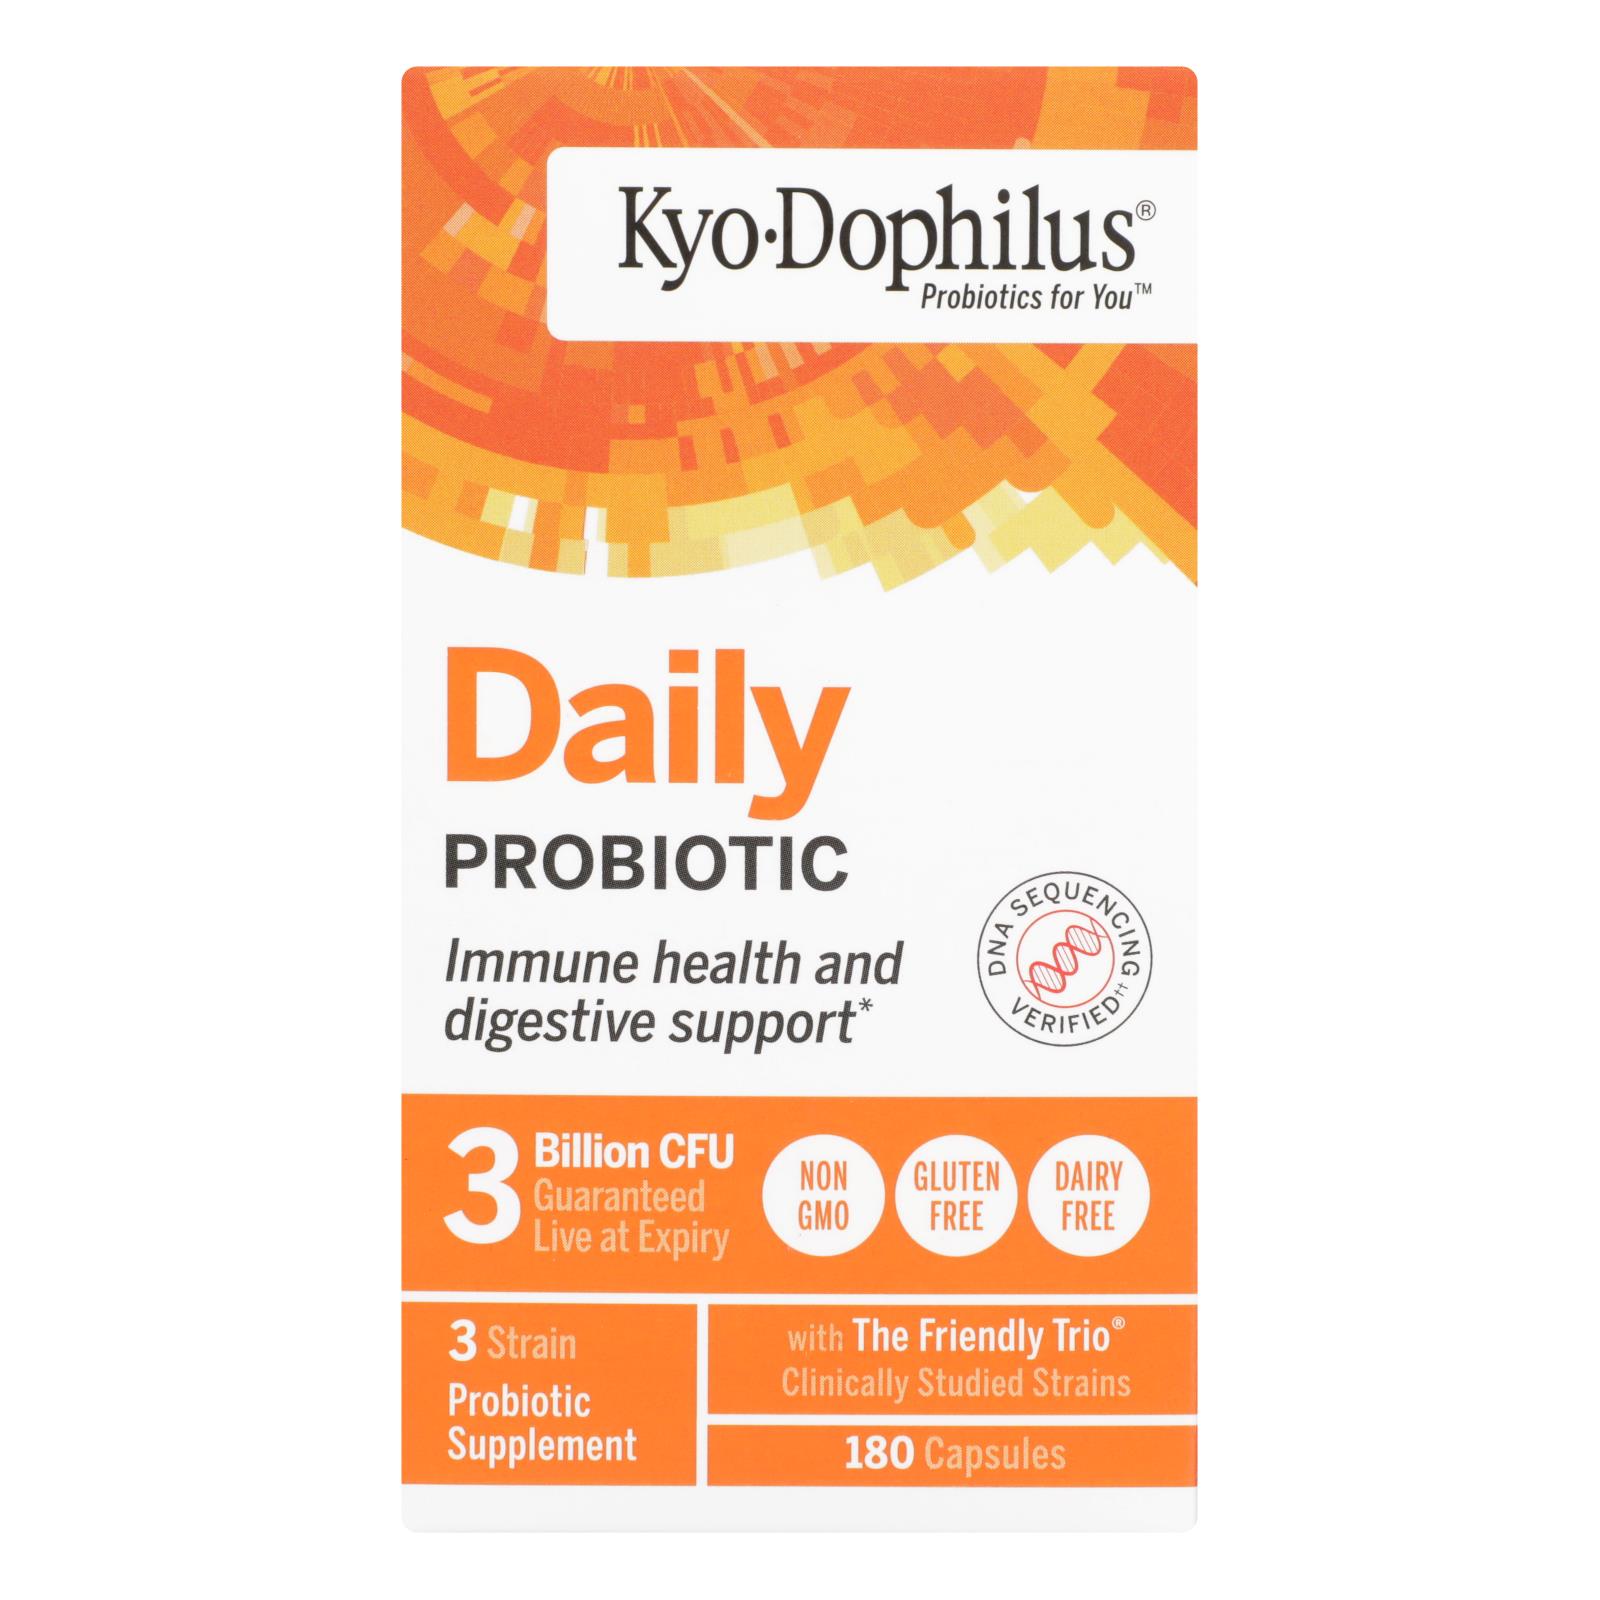 Kyo·Dophilus®
Probiotics for You™
Daily
PROBIOTIC
Immune health and
digestive support*
DNA SEQUENCING
VERIFIED††
3 Billion CFU
Guaranteed
Live at Expiry
NON
GMO
GLUTEN
FREE
DAIRY
FREE
3 Strain
Probiotic
Supplement
with The Friendly Trio®
Clinically Studied Strains
180 Capsules